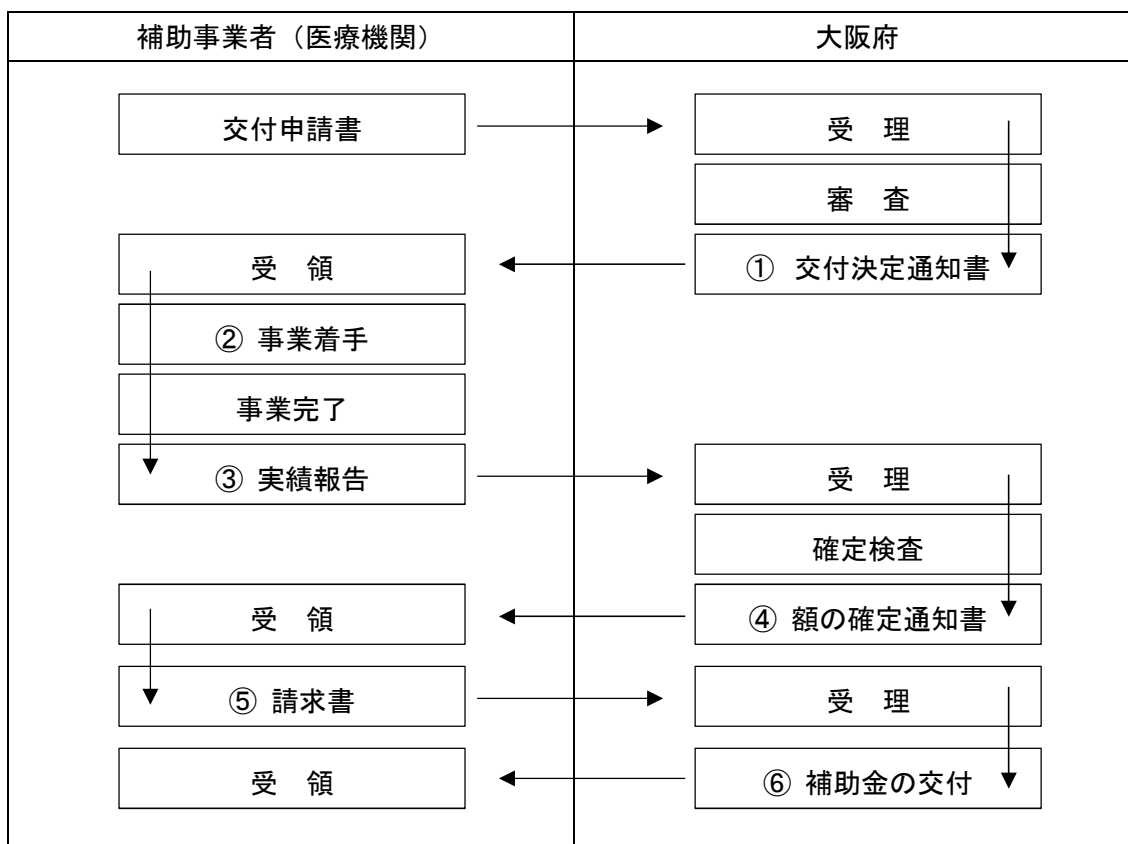 補助事業者（医療機関）
大阪府
交付申請書
受　理
審　査
受　領
① 交付決定通知書
② 事業着手
事業完了
③ 実績報告
受　理
確定検査
受　領
④ 額の確定通知書
⑤ 請求書
受　理
受　領
⑥ 補助金の交付